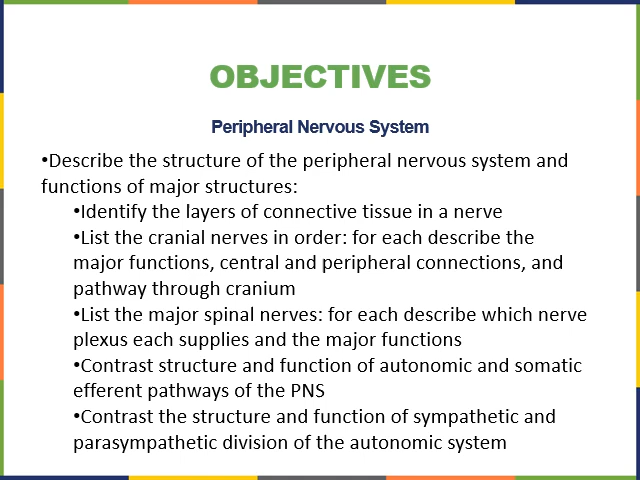 OBJECTIVES
Peripheral Nervous System
•Describe the structure of the peripheral nervous system and
functions of major structures:
•Identify the layers of connective tissue in a nerve
•List the cranial nerves in order: for each describe the
major functions, central and peripheral connections, and
pathway through cranium
•List the major spinal nerves: for each describe which nerve
plexus each supplies and the major functions
•Contrast structure and function of autonomic and somatic
efferent pathways of the PNS
•Contrast the structure and function of sympathetic and
parasympathetic division of the autonomic system